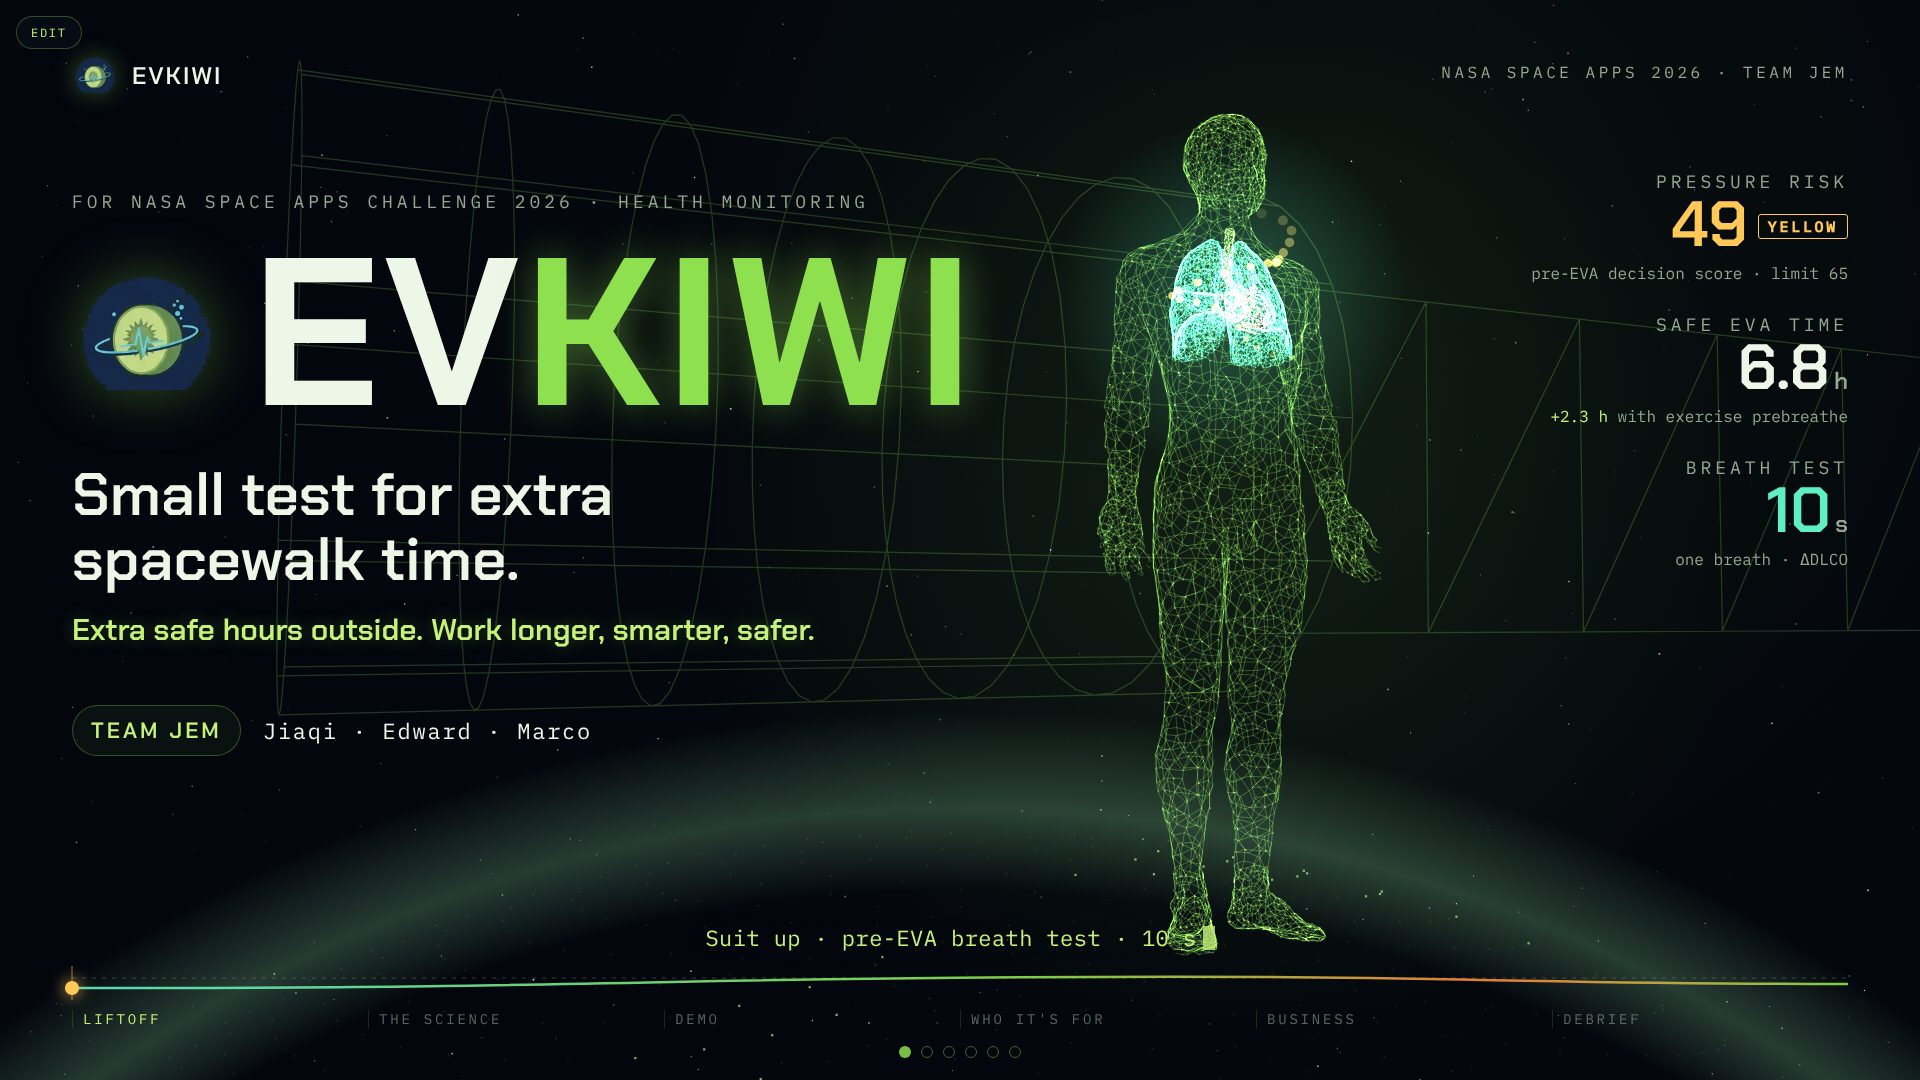 EDIT
EVKIWI
NASA SPACE APPS 2026 · TEAM JEM
FOR NASA SPACE APPS CHALLENGE 2026 · HEALTH MONITORING
EVKIWI
Small test for extra
spacewalk time.
Extra safe hours outside. Work longer, smarter, safer.
TEAM JEM
Jiaqi · Edward · Marco
PRESSURE RISK
49 YELLOW
pre-EVA decision score · limit 65
SAFE EVA TIME
6.8 h
+2.3 h with exercise prebreathe
BREATH TEST
10 s
one breath · ΔDLCO
Suit up · pre-EVA breath test · 10 s
LIFTOFF
THE SCIENCE
DEMO
WHO IT'S FOR
BUSINESS
DEBRIEF